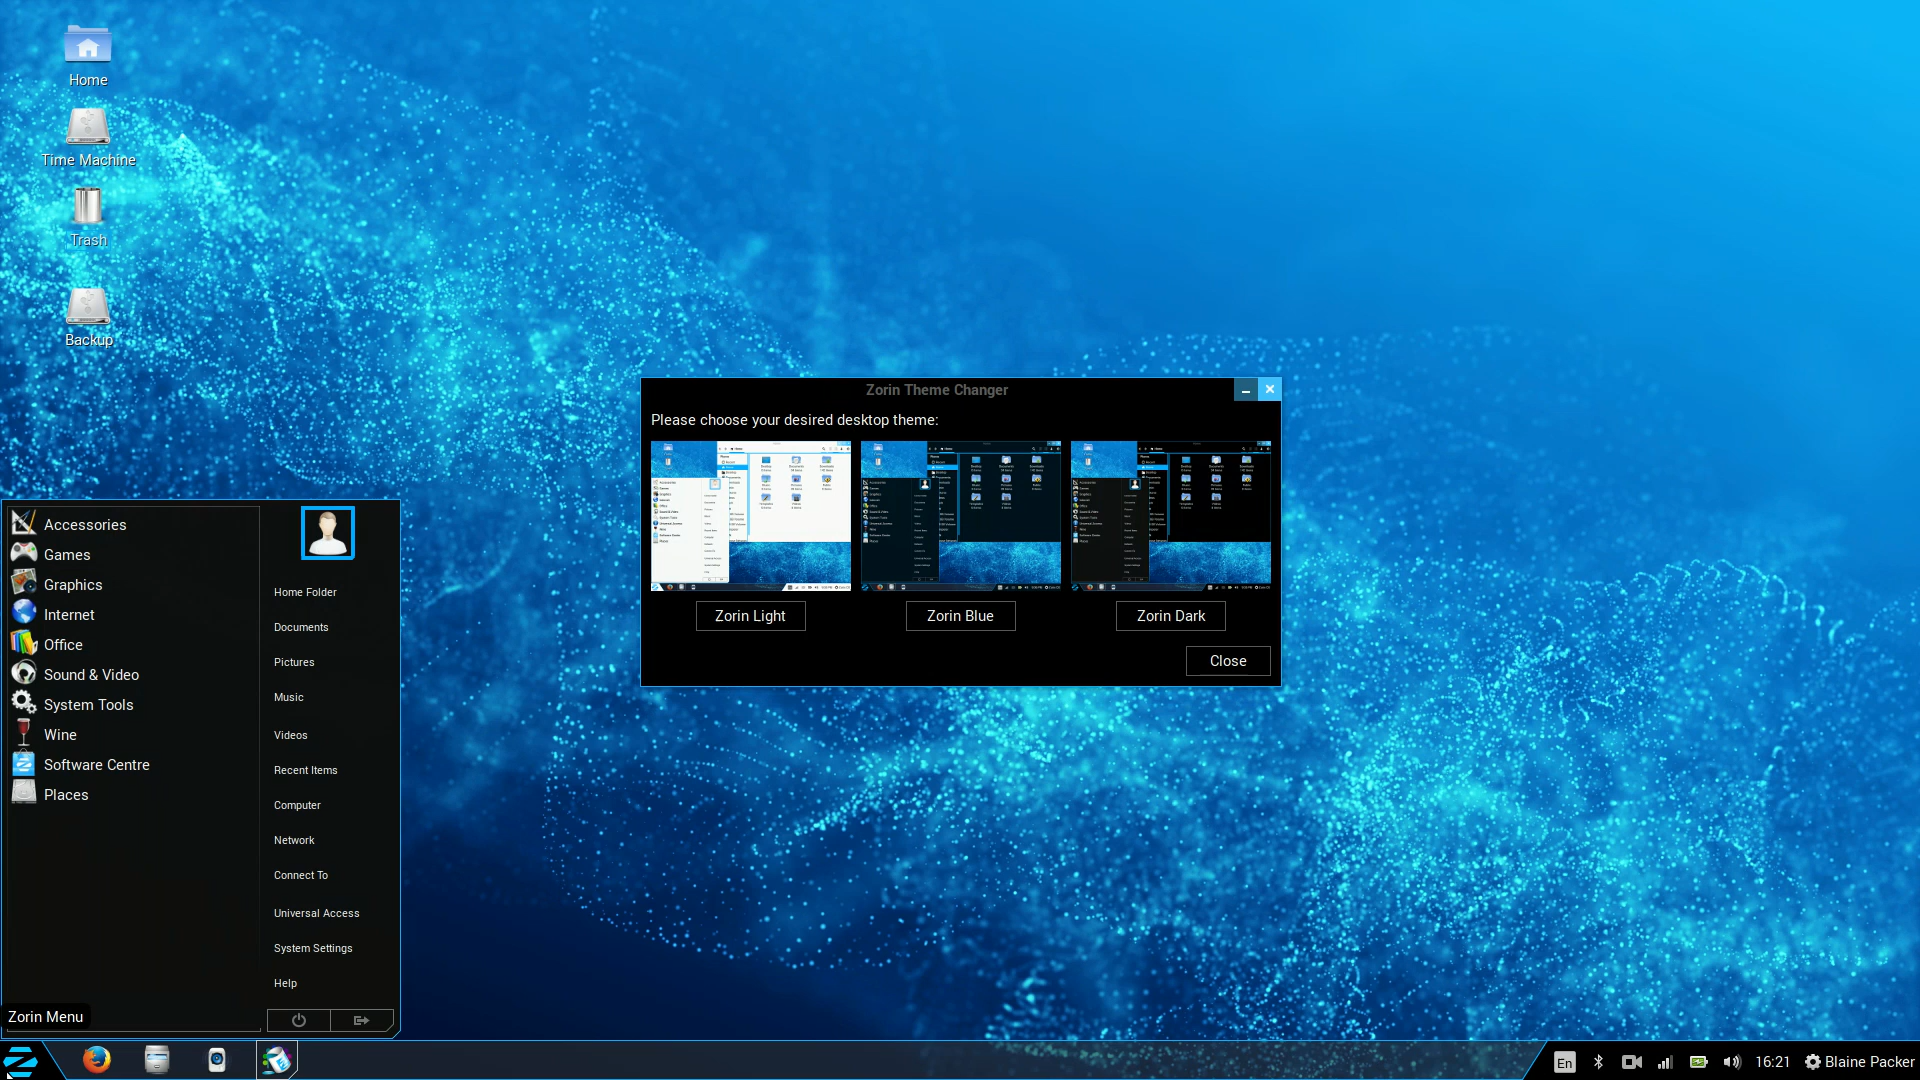 Home
Time Machine
Trash
Backup
Zorin Theme Changer
Please choose your desired desktop theme:
Zorin Light
Zorin Blue
Zorin Dark
Close
Accessories
Games
Graphics
Internet
Office
Sound & Video
System Tools
Wine
Software Centre
Places
Home Folder
Documents
Pictures
Music
Videos
Recent Items
Computer
Network
Connect To
Universal Access
System Settings
Help
Zorin Menu
En
16:21
Blaine Packer